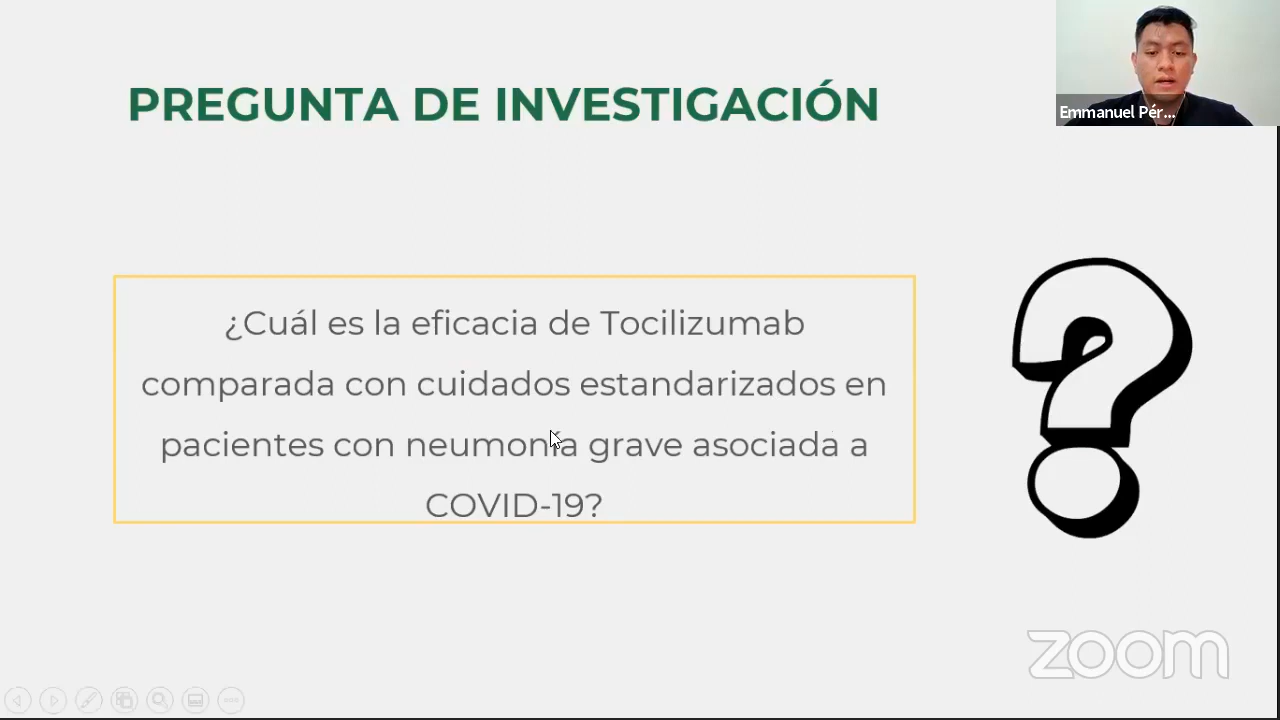 PREGUNTA DE INVESTIGACIÓN
Emmanuel Pér...
¿Cuál es la eficacia de Tocilizumab
comparada con cuidados estandarizados en
pacientes con neumonía grave asociada a
COVID-19?
zoom